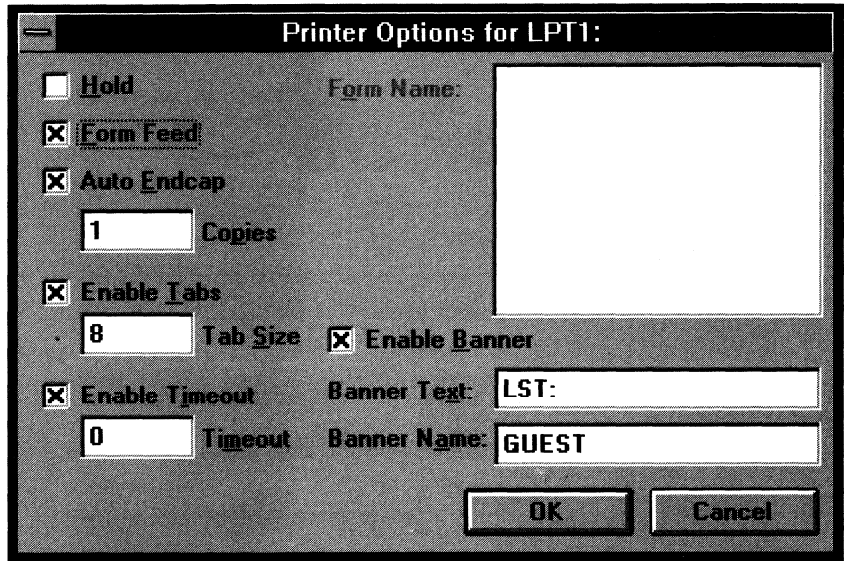 Printer Options for LPT1:
Hold
Form Name:
Form Feed
Auto Endcap
1 Copies
Enable Tabs
8 Tab Size
Enable Banner
Enable Timeout
Banner Text: LST:
0 Timeout
Banner Name: GUEST
OK Cancel